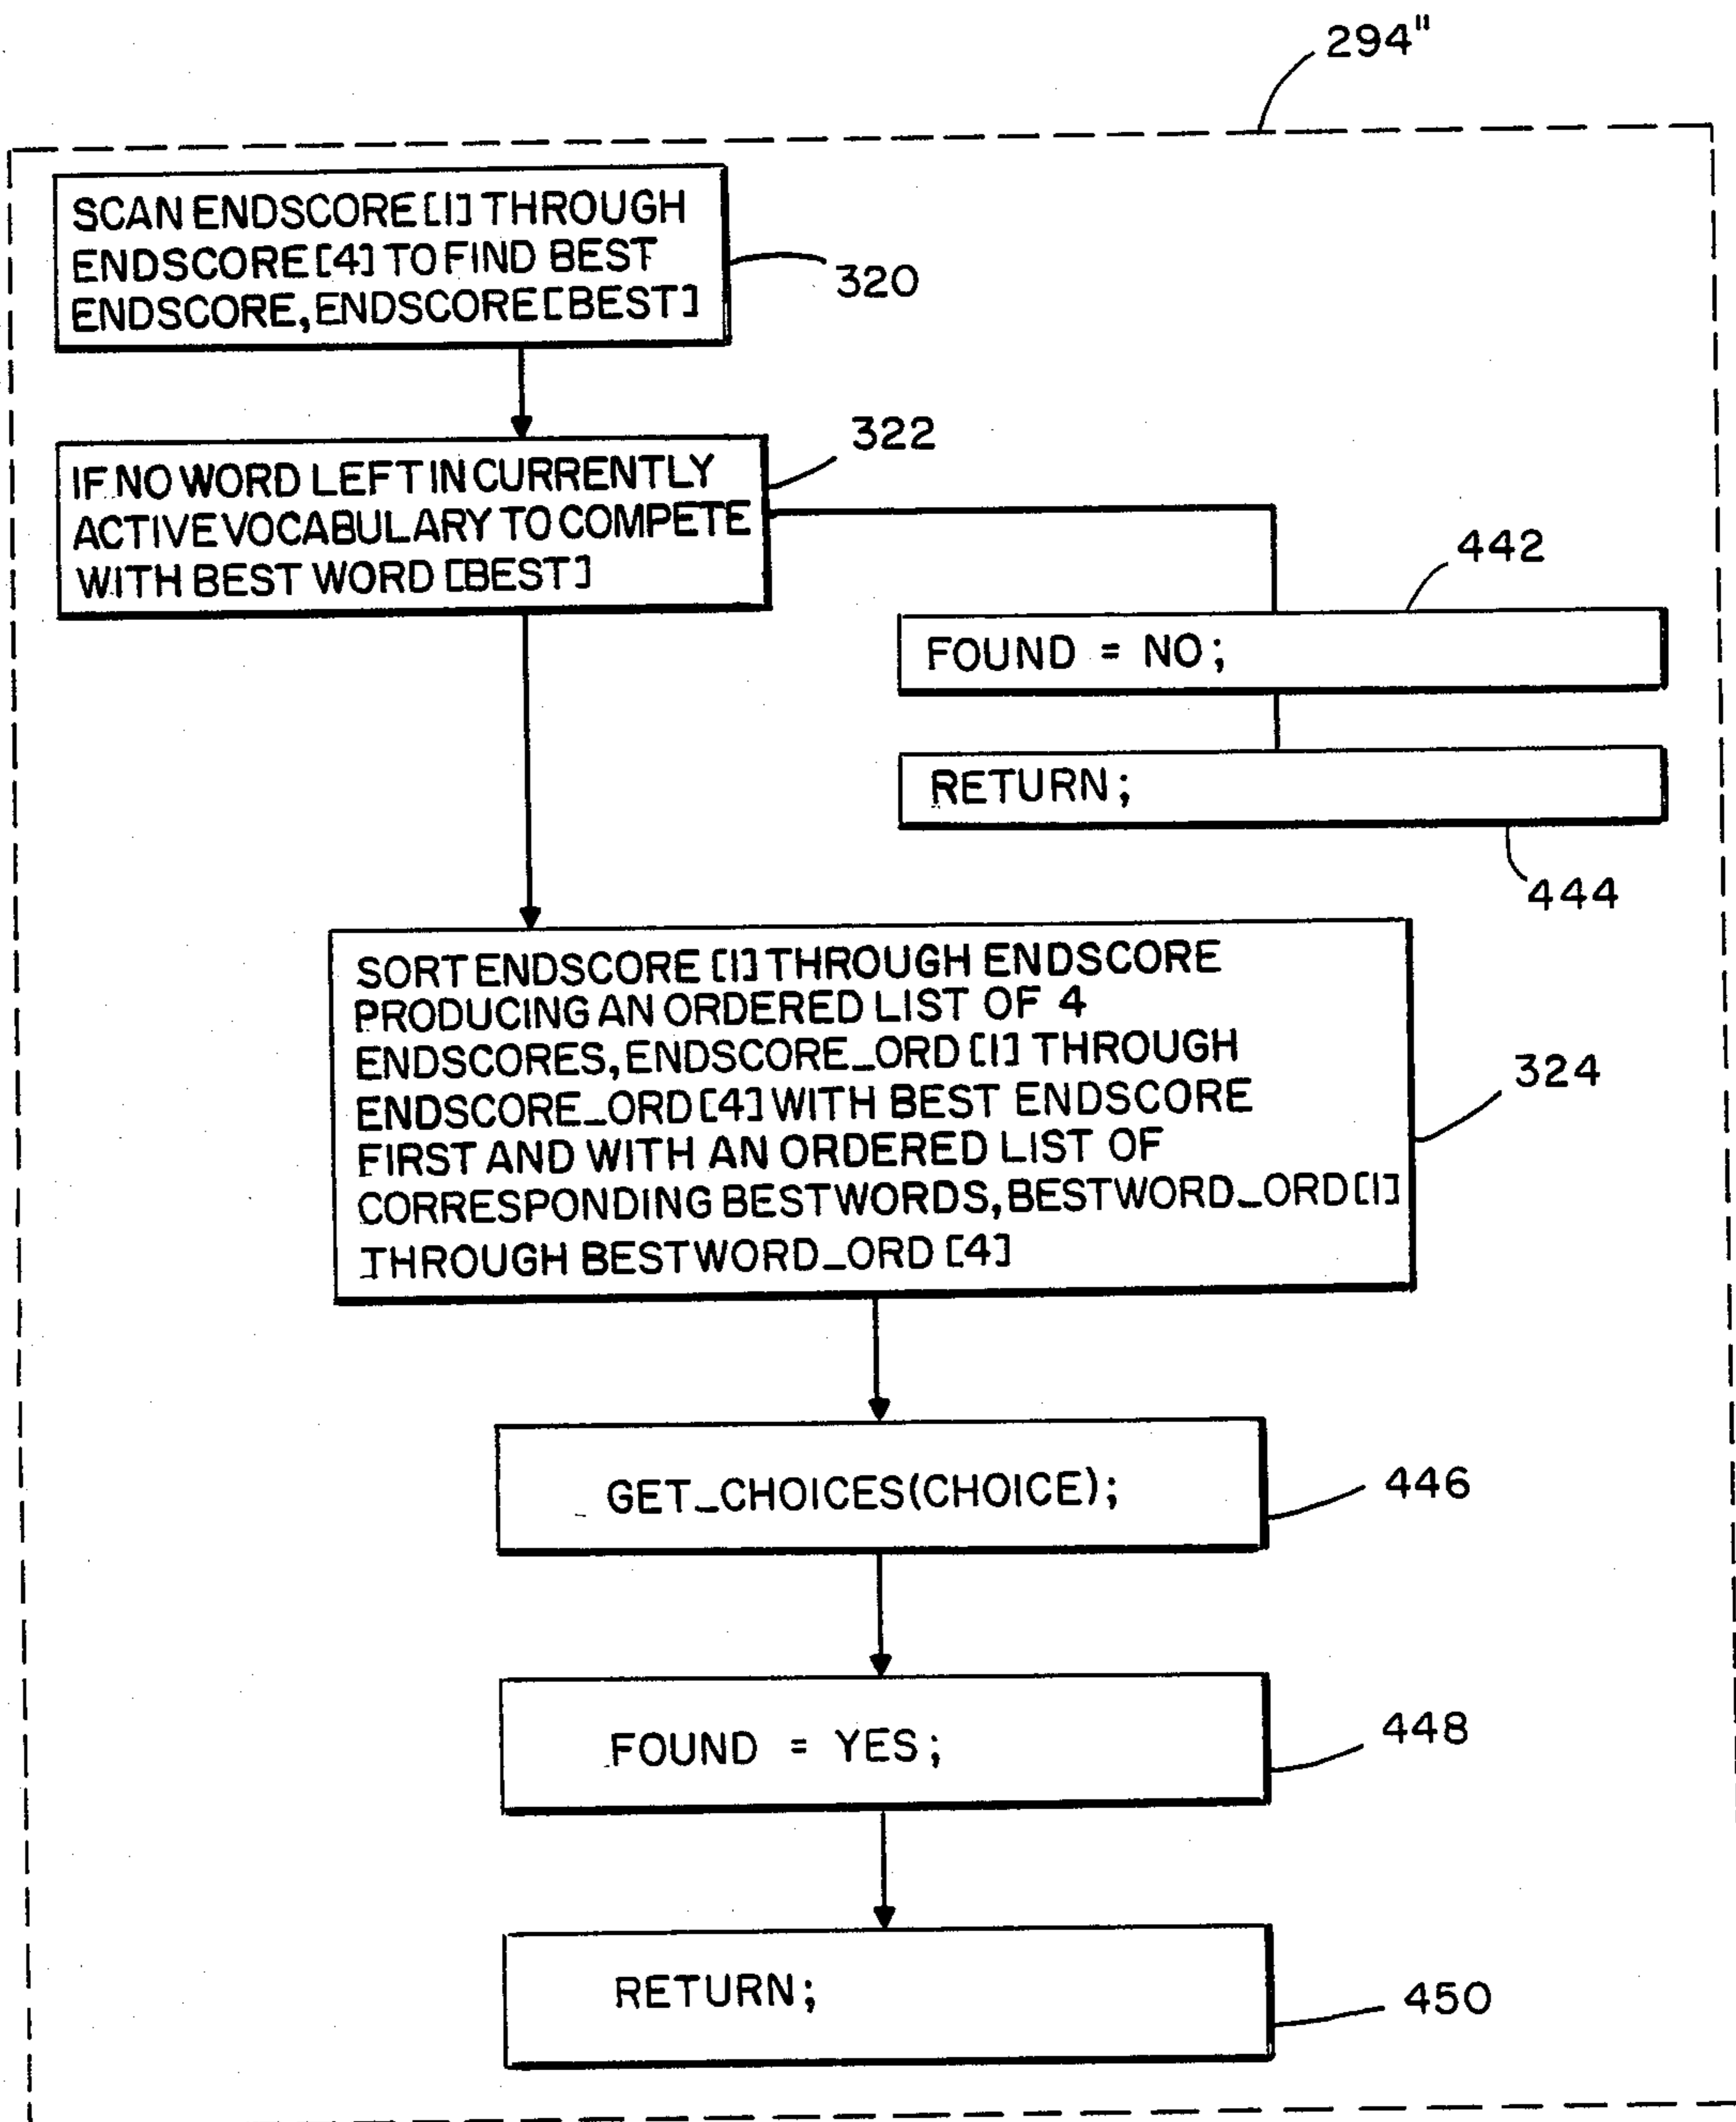 294"
SCAN ENDSCORE[1] THROUGH
ENDSCORE[4] TO FIND BEST
ENDSCORE, ENDSCORE[BEST]
320
IF NO WORD LEFT IN CURRENTLY
ACTIVE VOCABULARY TO COMPETE
WITH BEST WORD [BEST]
322
442
FOUND = NO;
RETURN;
444
SORT ENDSCORE [1] THROUGH ENDSCORE
PRODUCING AN ORDERED LIST OF 4
ENDSCORES, ENDSCORE_ORD [1] THROUGH
ENDSCORE_ORD [4] WITH BEST ENDSCORE
FIRST AND WITH AN ORDERED LIST OF
CORRESPONDING BESTWORDS, BESTWORD_ORD [1]
THROUGH BESTWORD_ORD [4]
324
GET_CHOICES(CHOICE);
446
FOUND = YES;
448
RETURN;
450